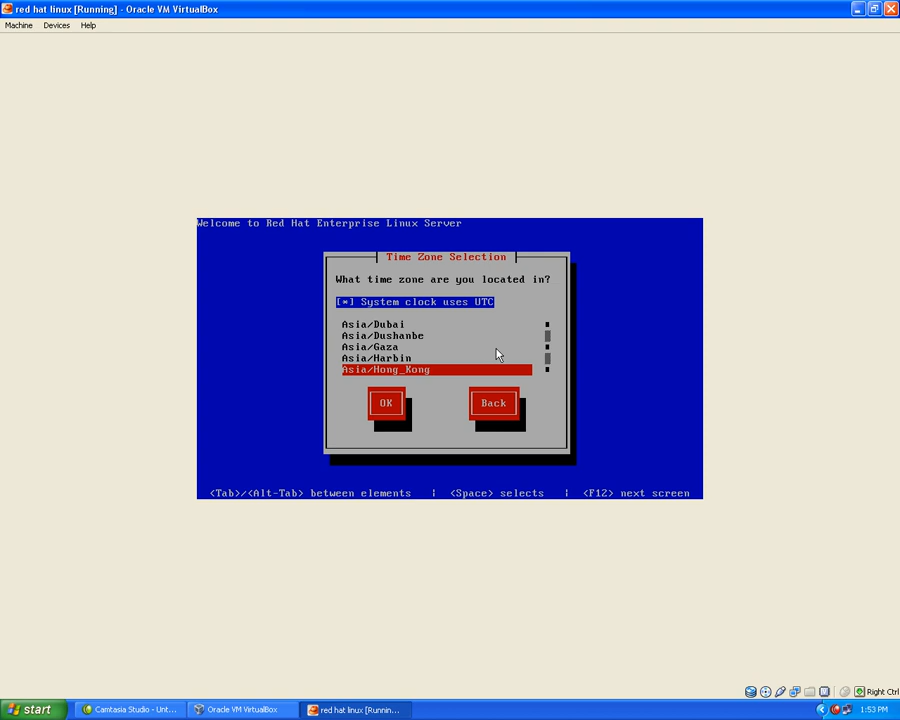 red hat linux [Running] - Oracle VM VirtualBox
Machine Devices Help
Welcome to Red Hat Enterprise Linux Server
Time Zone Selection
What time zone are you located in?
[*] System clock uses UTC
Asia/Dubai
Asia/Dushanbe
Asia/Gaza
Asia/Harbin
Asia/Hong_Kong
OK Back
<Tab>/<Alt-Tab> between elements | <Space> selects | <F12> next screen
Right Ctrl
start Camtasia Studio - Unt... Oracle VM VirtualBox red hat linux [Runnin... 1:53 PM